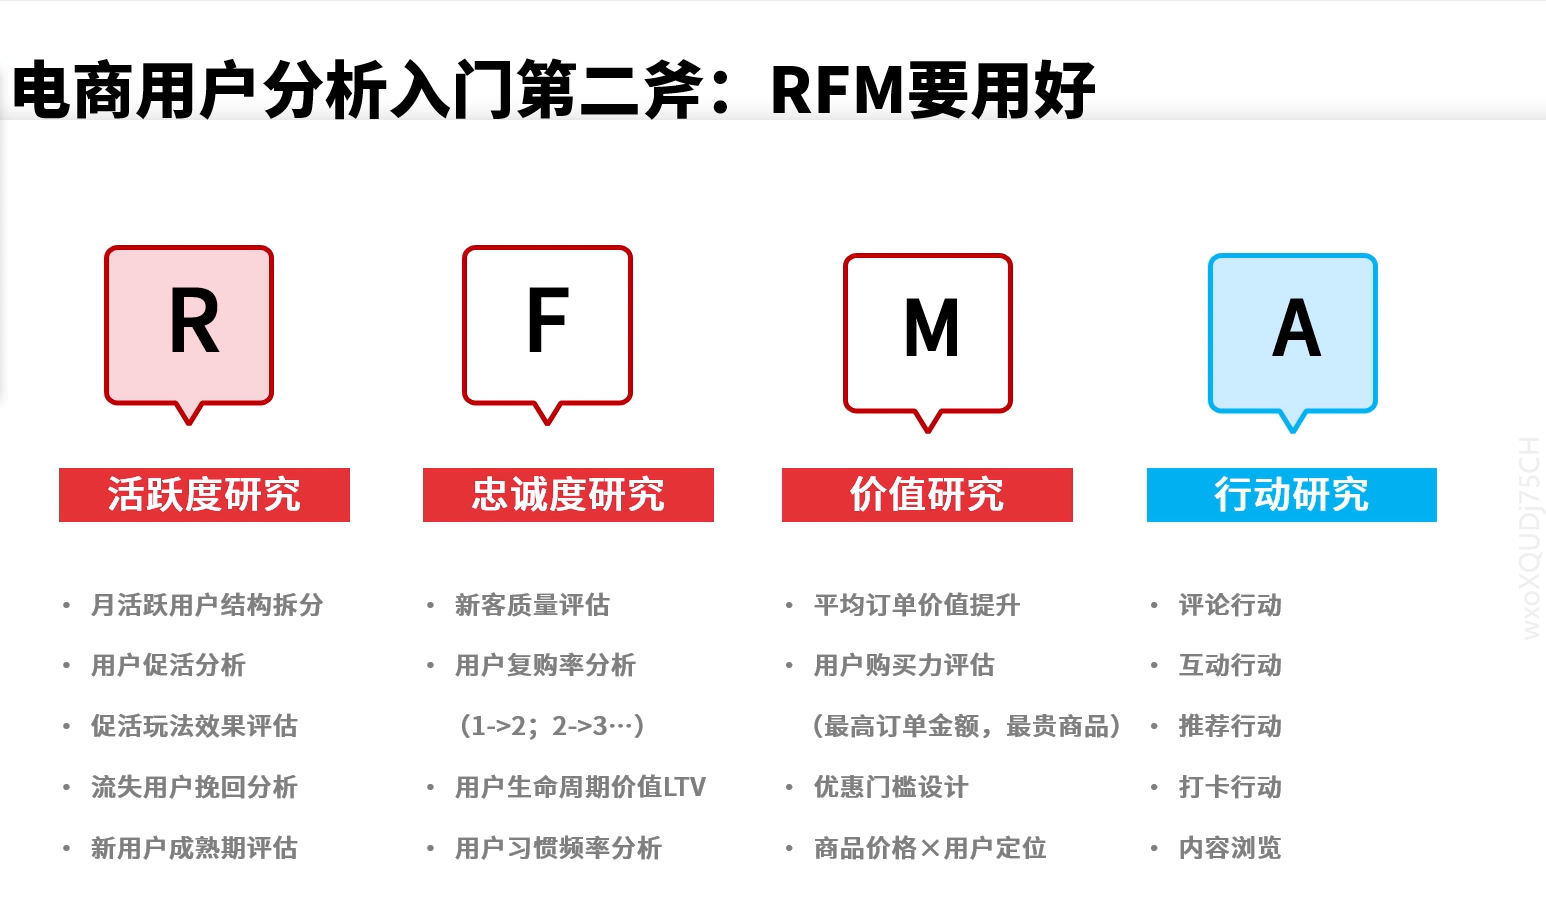 电商用户分析入门第二斧：RFM要用好
R
活跃度研究
· 月活跃用户结构拆分
· 用户促活分析
· 促活玩法效果评估
· 流失用户挽回分析
· 新用户成熟期评估
F
忠诚度研究
· 新客质量评估
· 用户复购率分析
（1->2；2->3…）
· 用户生命周期价值LTV
· 用户习惯频率分析
M
价值研究
· 平均订单价值提升
· 用户购买力评估
（最高订单金额，最贵商品）
· 优惠门槛设计
· 商品价格×用户定位
A
行动研究
· 评论行动
· 互动行动
· 推荐行动
· 打卡行动
· 内容浏览
wxoXQUDj75CH